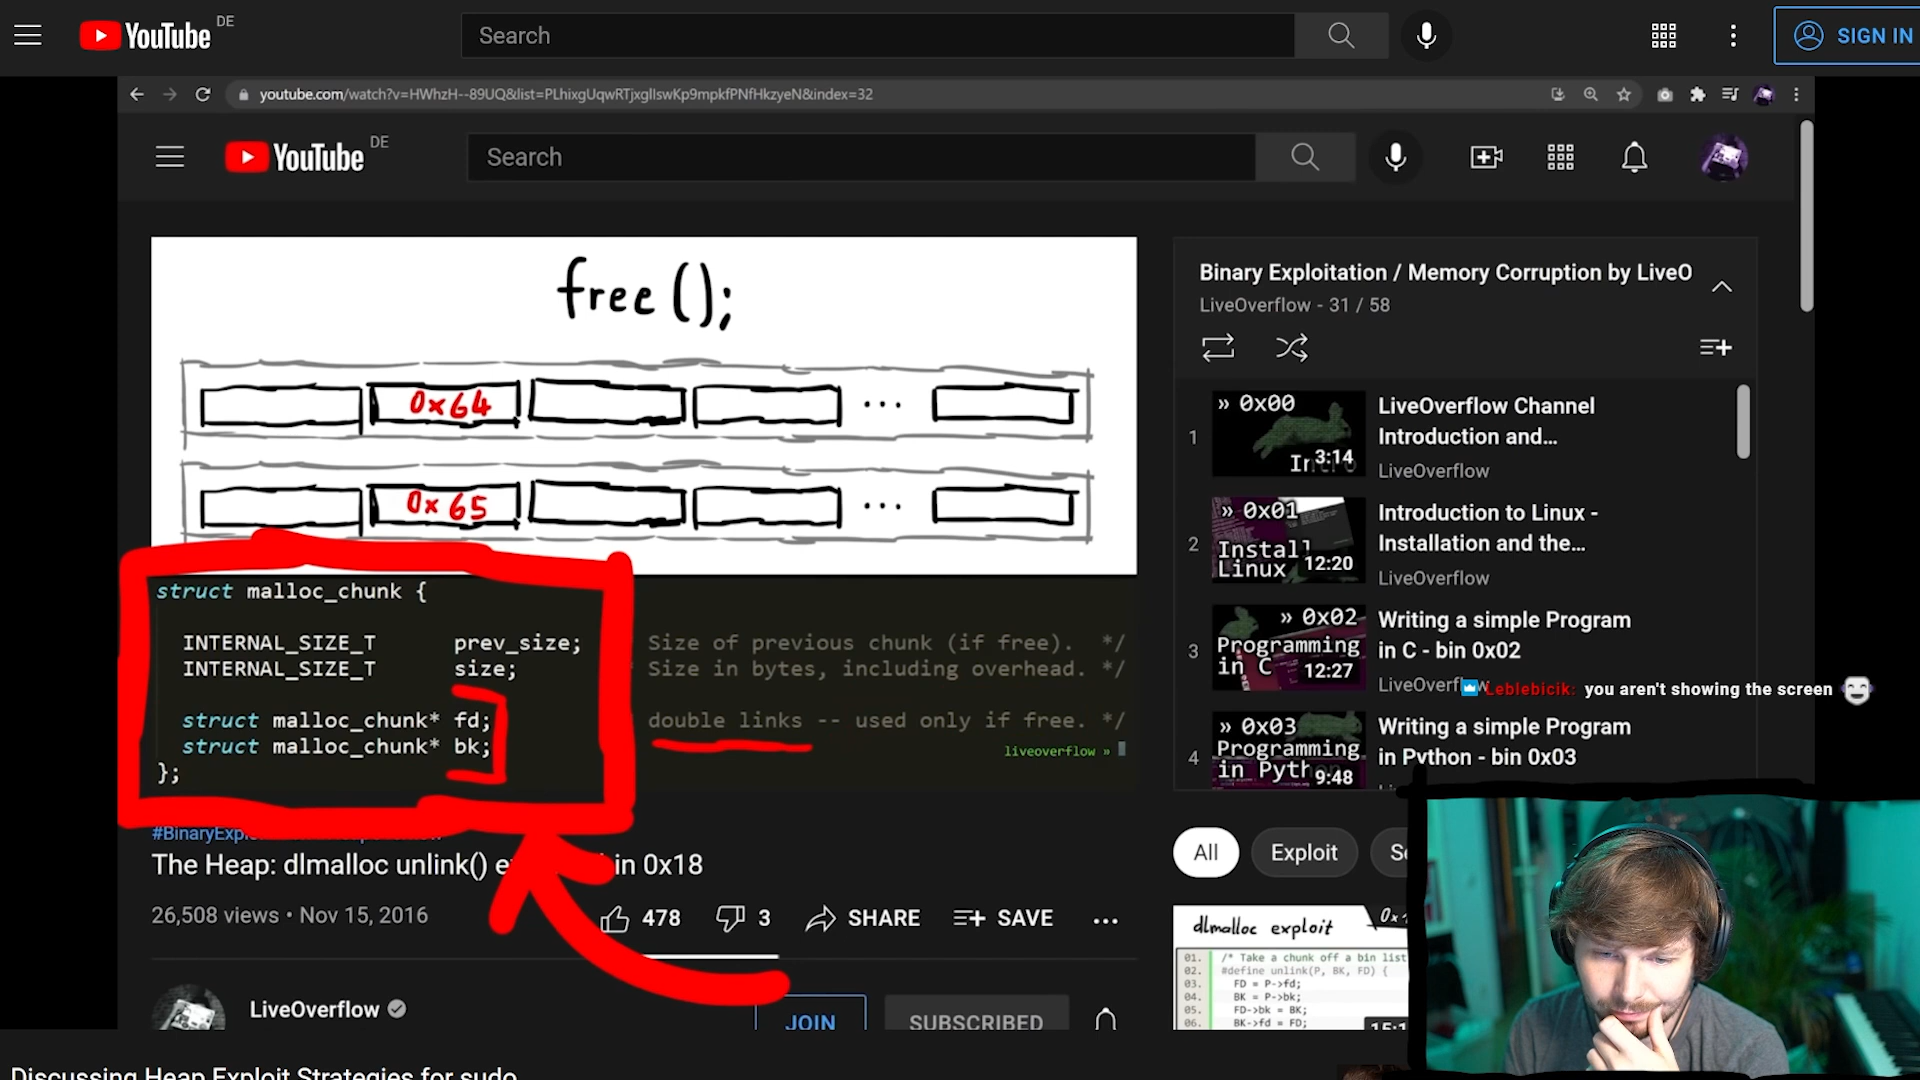 YouTube DE
Search
SIGN IN
youtube.com/watch?v=HWhzH--89UQ&list=PLhixgUqwRTjxglIswKp9mpkfPNfHkzyeN&index=32
YouTube DE
Search
free();
0x64
...
0x65
...
struct malloc_chunk {
INTERNAL_SIZE_T prev_size; Size of previous chunk (if free). */
INTERNAL_SIZE_T size; Size in bytes, including overhead. */
struct malloc_chunk* fd; double links -- used only if free. */
struct malloc_chunk* bk;
liveoverflow »
};
The Heap: dlmalloc unlink() in 0x18
26,508 views • Nov 15, 2016
478
3
SHARE
SAVE
...
LiveOverflow
JOIN
SUBSCRIBED
Binary Exploitation / Memory Corruption by LiveO
LiveOverflow - 31 / 58
1
» 0x00
3:14
LiveOverflow Channel
Introduction and...
LiveOverflow
2
» 0x01
Install
Linux
12:20
Introduction to Linux -
Installation and the...
LiveOverflow
3
» 0x02
Programming
in C
12:27
Writing a simple Program
in C - bin 0x02
Leblebicik: you aren't showing the screen
4
» 0x03
Programming
in Pyth
9:48
Writing a simple Program
in Python - bin 0x03
All
Exploit
dlmalloc exploit
01. /* Take a chunk off a bin list
02. #define unlink(P, BK, FD) {
03. FD = P->fd;
04. BK = P->bk;
05. FD->bk = BK;
06. BK->fd = FD;
Discussing Heap Exploit Strategies for sudo